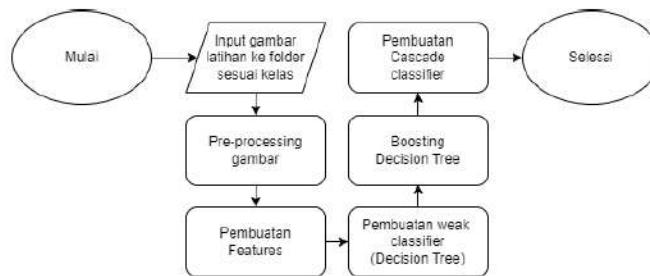 Mulai
Input gambar
latihan ke folder
sesuai kelas
Pre-processing
gambar
Pembuatan
Features
Pembuatan weak
classifier
(Decision Tree)
Boosting
Decision Tree)
Pembuatan
Cascade
classifier
Selesai